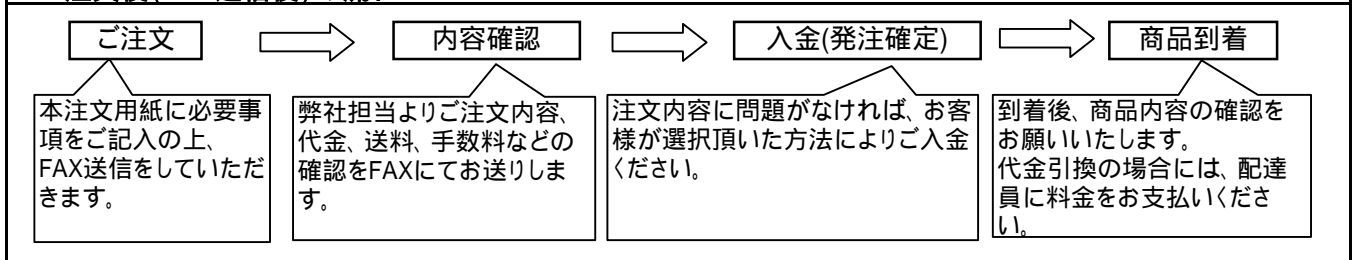 ご注文
内容確認
入金(発注確定)
商品到着
本注文用紙に必要事
項をご記入の上、
FAX送信をしていただ
きます。
弊社担当よりご注文内容、
代金、送料、手数料などの
確認をFAXにてお送りしま
す。
注文内容に問題がなければ、お客
様が選択頂いた方法によりご入金
ください。
到着後、商品内容の確認を
お願いいたします。
代金引換の場合には、配達
員に料金をお支払いくださ
い。